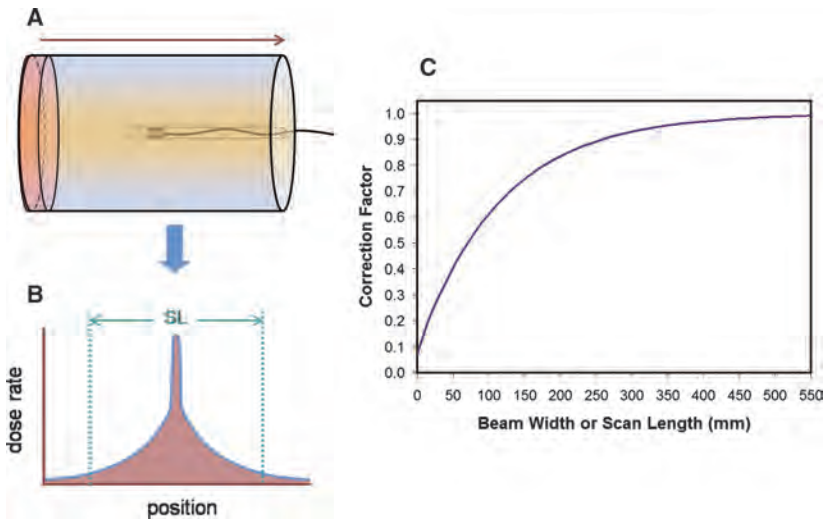 A
B
SL
dose rate
position
C
Correction Factor
1.0
0.9
0.8
0.7
0.6
0.5
0.4
0.3
0.2
0.1
0.0
0 50 100 150 200 250 300 350 400 450 500 550
Beam Width or Scan Length (mm)